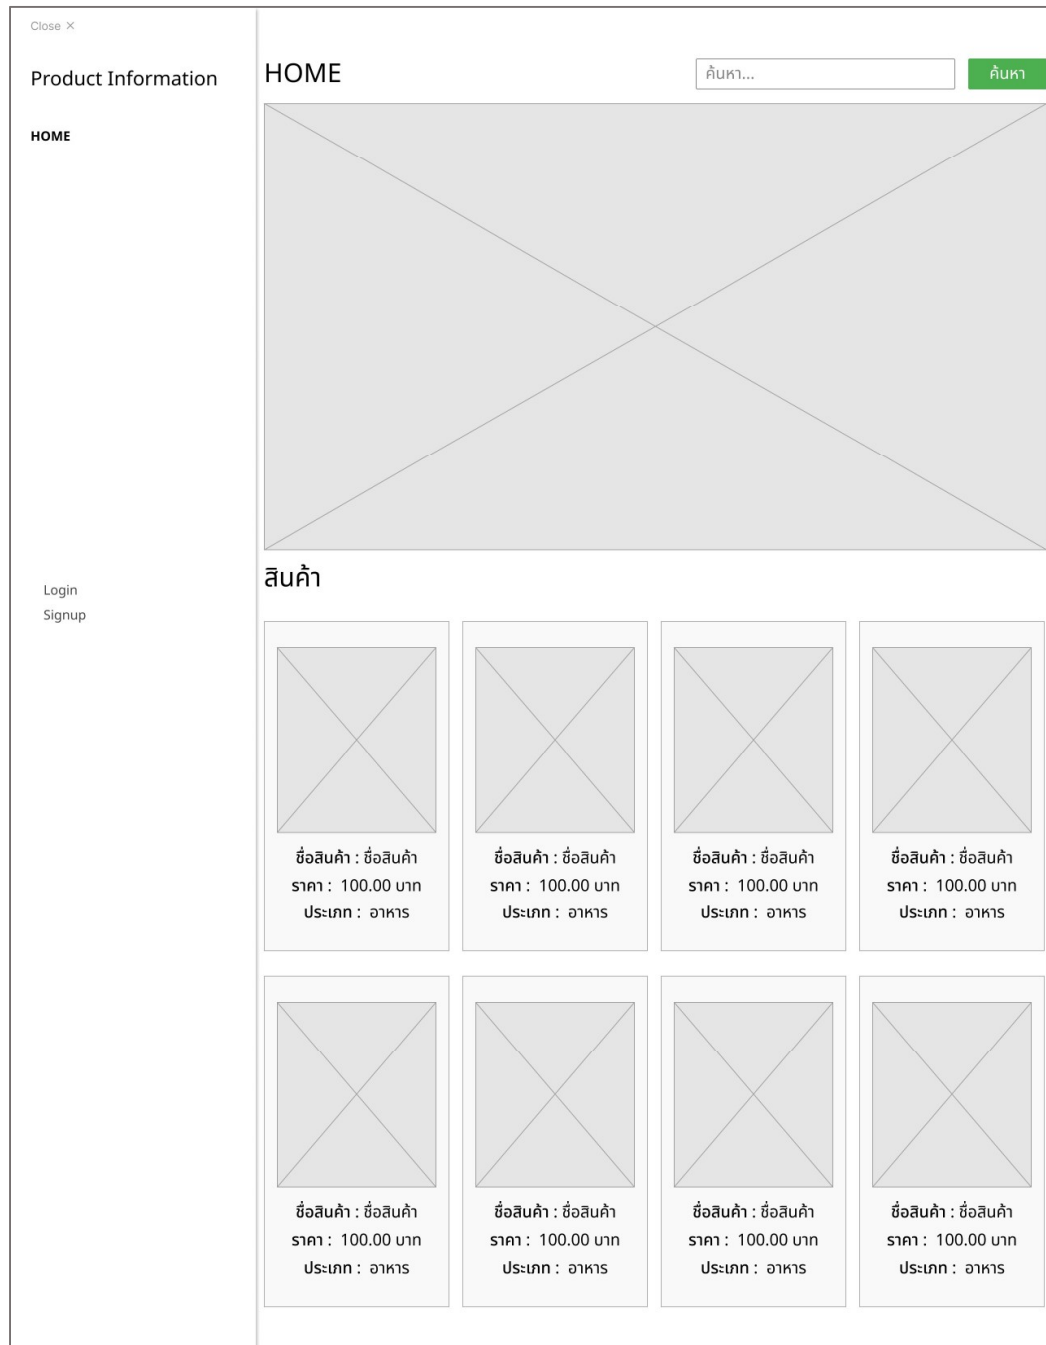 Close ×
Product Information
HOME
Login
Signup
HOME
ค้นหา...
ค้นหา
สินค้า
ชื่อสินค้า : ชื่อสินค้า
ราคา : 100.00 บาท
ประเภท : อาหาร
ชื่อสินค้า : ชื่อสินค้า
ราคา : 100.00 บาท
ประเภท : อาหาร
ชื่อสินค้า : ชื่อสินค้า
ราคา : 100.00 บาท
ประเภท : อาหาร
ชื่อสินค้า : ชื่อสินค้า
ราคา : 100.00 บาท
ประเภท : อาหาร
ชื่อสินค้า : ชื่อสินค้า
ราคา : 100.00 บาท
ประเภท : อาหาร
ชื่อสินค้า : ชื่อสินค้า
ราคา : 100.00 บาท
ประเภท : อาหาร
ชื่อสินค้า : ชื่อสินค้า
ราคา : 100.00 บาท
ประเภท : อาหาร
ชื่อสินค้า : ชื่อสินค้า
ราคา : 100.00 บาท
ประเภท : อาหาร